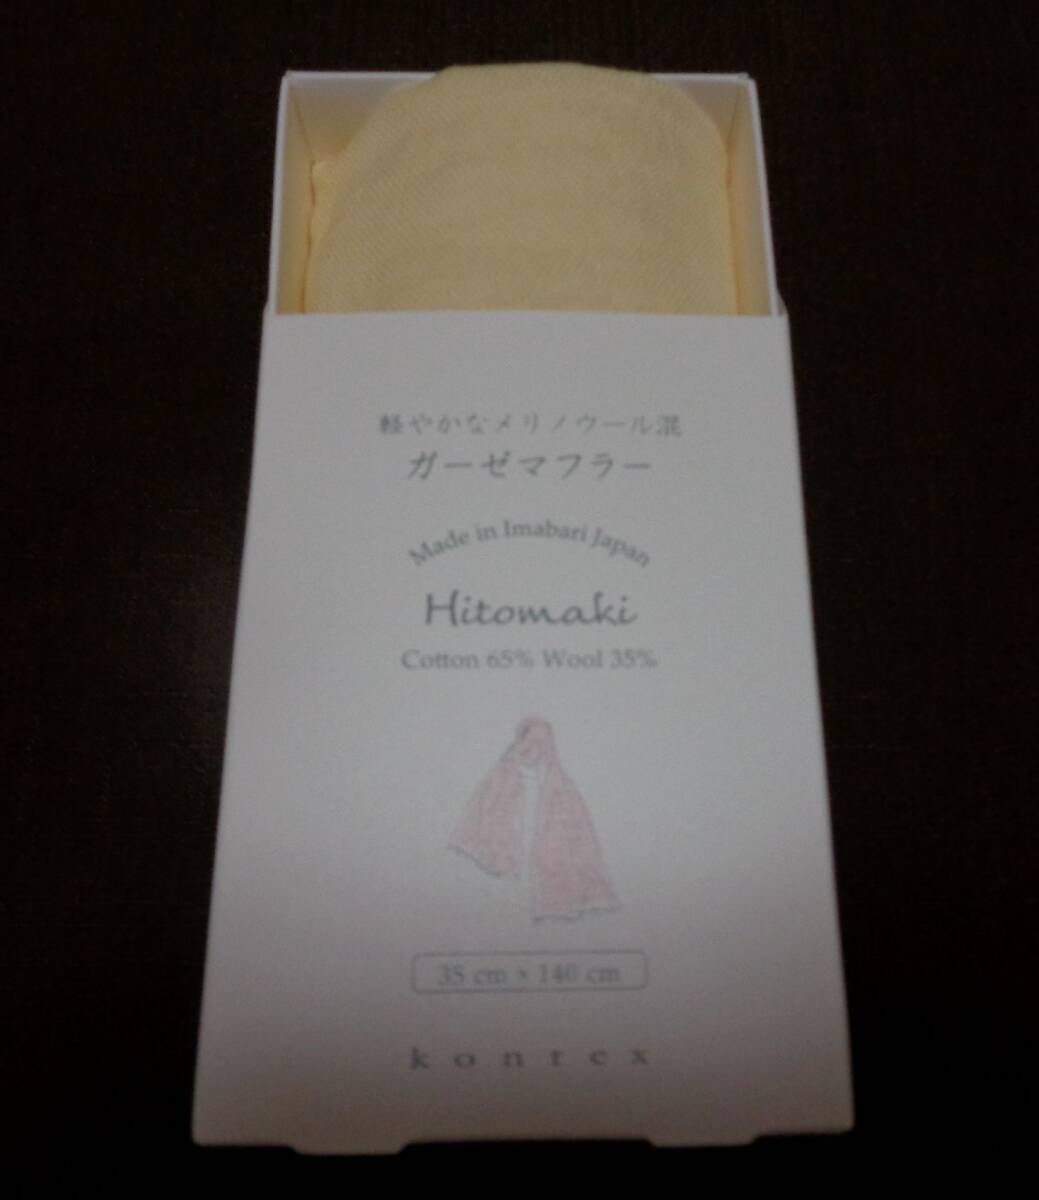 軽やかなメリノウール混
ガーゼマフラー
Made in Imabari Japan
Hitomaki
Cotton 65% Wool 35%
35 cm × 140 cm
kontex